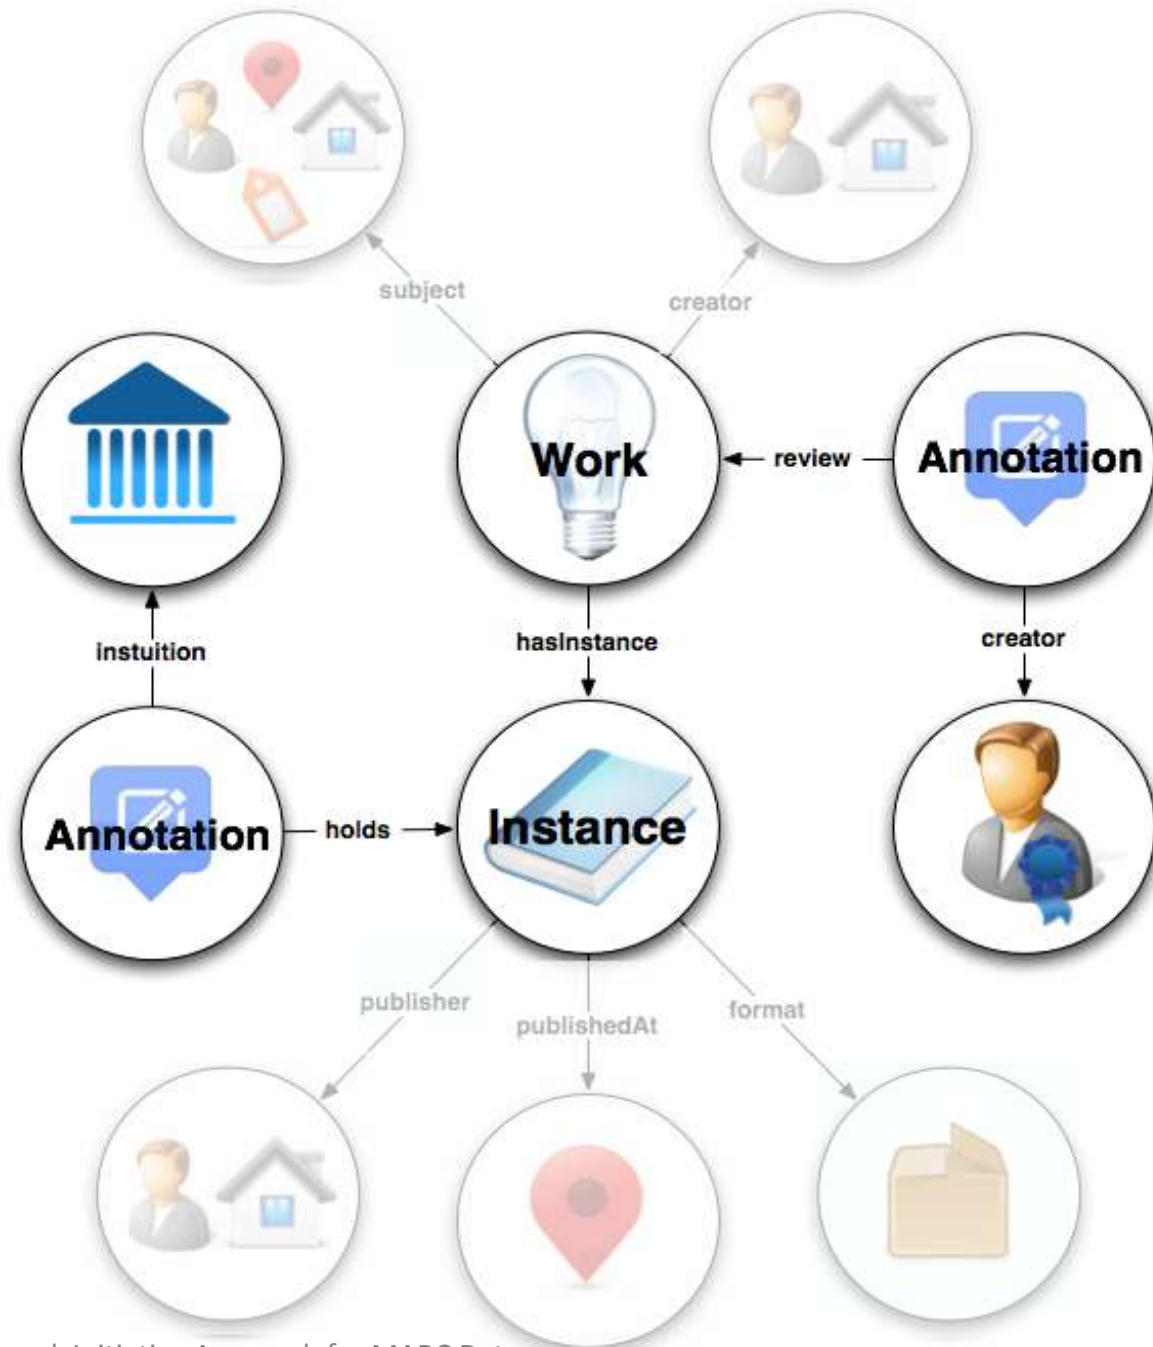 subject
creator
Work
review
Annotation
instuition
hasInstance
creator
Annotation
holds
Instance
publisher
publishedAt
format